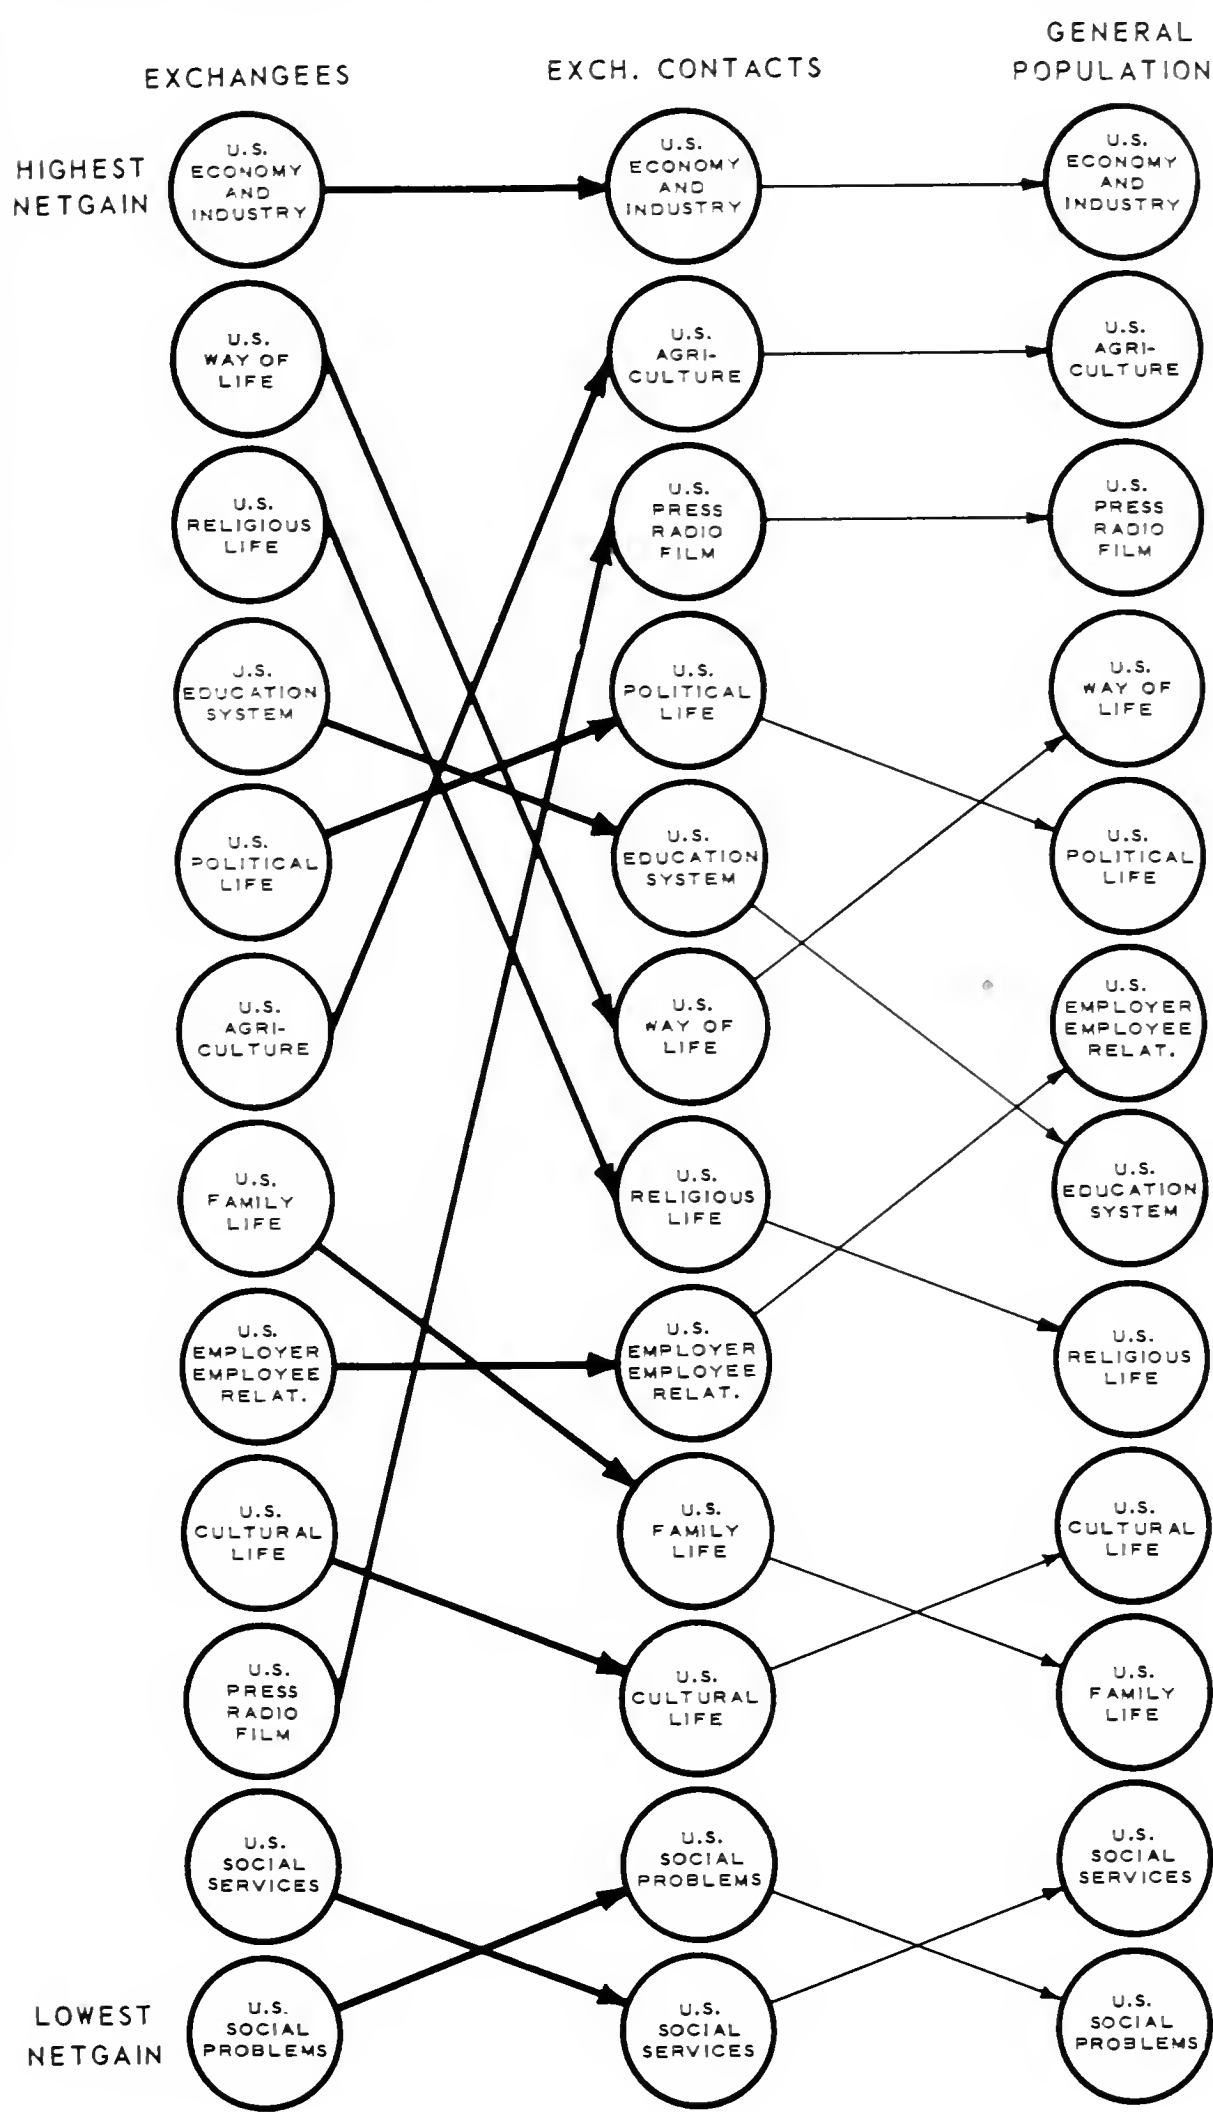 EXCHANGEES
EXCH. CONTACTS
GENERAL
POPULATION
HIGHEST
NETGAIN
U.S.
ECONOMY
AND
INDUSTRY
U.S.
ECONOMY
AND
INDUSTRY
U.S.
ECONOMY
AND
INDUSTRY
U.S.
WAY OF
LIFE
U.S.
AGRI-
CULTURE
U.S.
AGRI-
CULTURE
U.S.
RELIGIOUS
LIFE
U.S.
PRESS
RADIO
FILM
U.S.
PRESS
RADIO
FILM
U.S.
EDUCATION
SYSTEM
U.S.
POLITICAL
LIFE
U.S.
WAY OF
LIFE
U.S.
POLITICAL
LIFE
U.S.
EDUCATION
SYSTEM
U.S.
POLITICAL
LIFE
U.S.
AGRI-
CULTURE
U.S.
WAY OF
LIFE
U.S.
EMPLOYER
EMPLOYEE
RELAT.
U.S.
FAMILY
LIFE
U.S.
RELIGIOUS
LIFE
U.S.
EDUCATION
SYSTEM
U.S.
EMPLOYER
EMPLOYEE
RELAT.
U.S.
EMPLOYER
EMPLOYEE
RELAT.
U.S.
RELIGIOUS
LIFE
U.S.
CULTURAL
LIFE
U.S.
FAMILY
LIFE
U.S.
CULTURAL
LIFE
U.S.
PRESS
RADIO
FILM
U.S.
CULTURAL
LIFE
U.S.
FAMILY
LIFE
U.S.
SOCIAL
SERVICES
U.S.
SOCIAL
PROBLEMS
U.S.
SOCIAL
SERVICES
LOWEST
NETGAIN
U.S.
SOCIAL
PROBLEMS
U.S.
SOCIAL
SERVICES
U.S.
SOCIAL
PROBLEMS